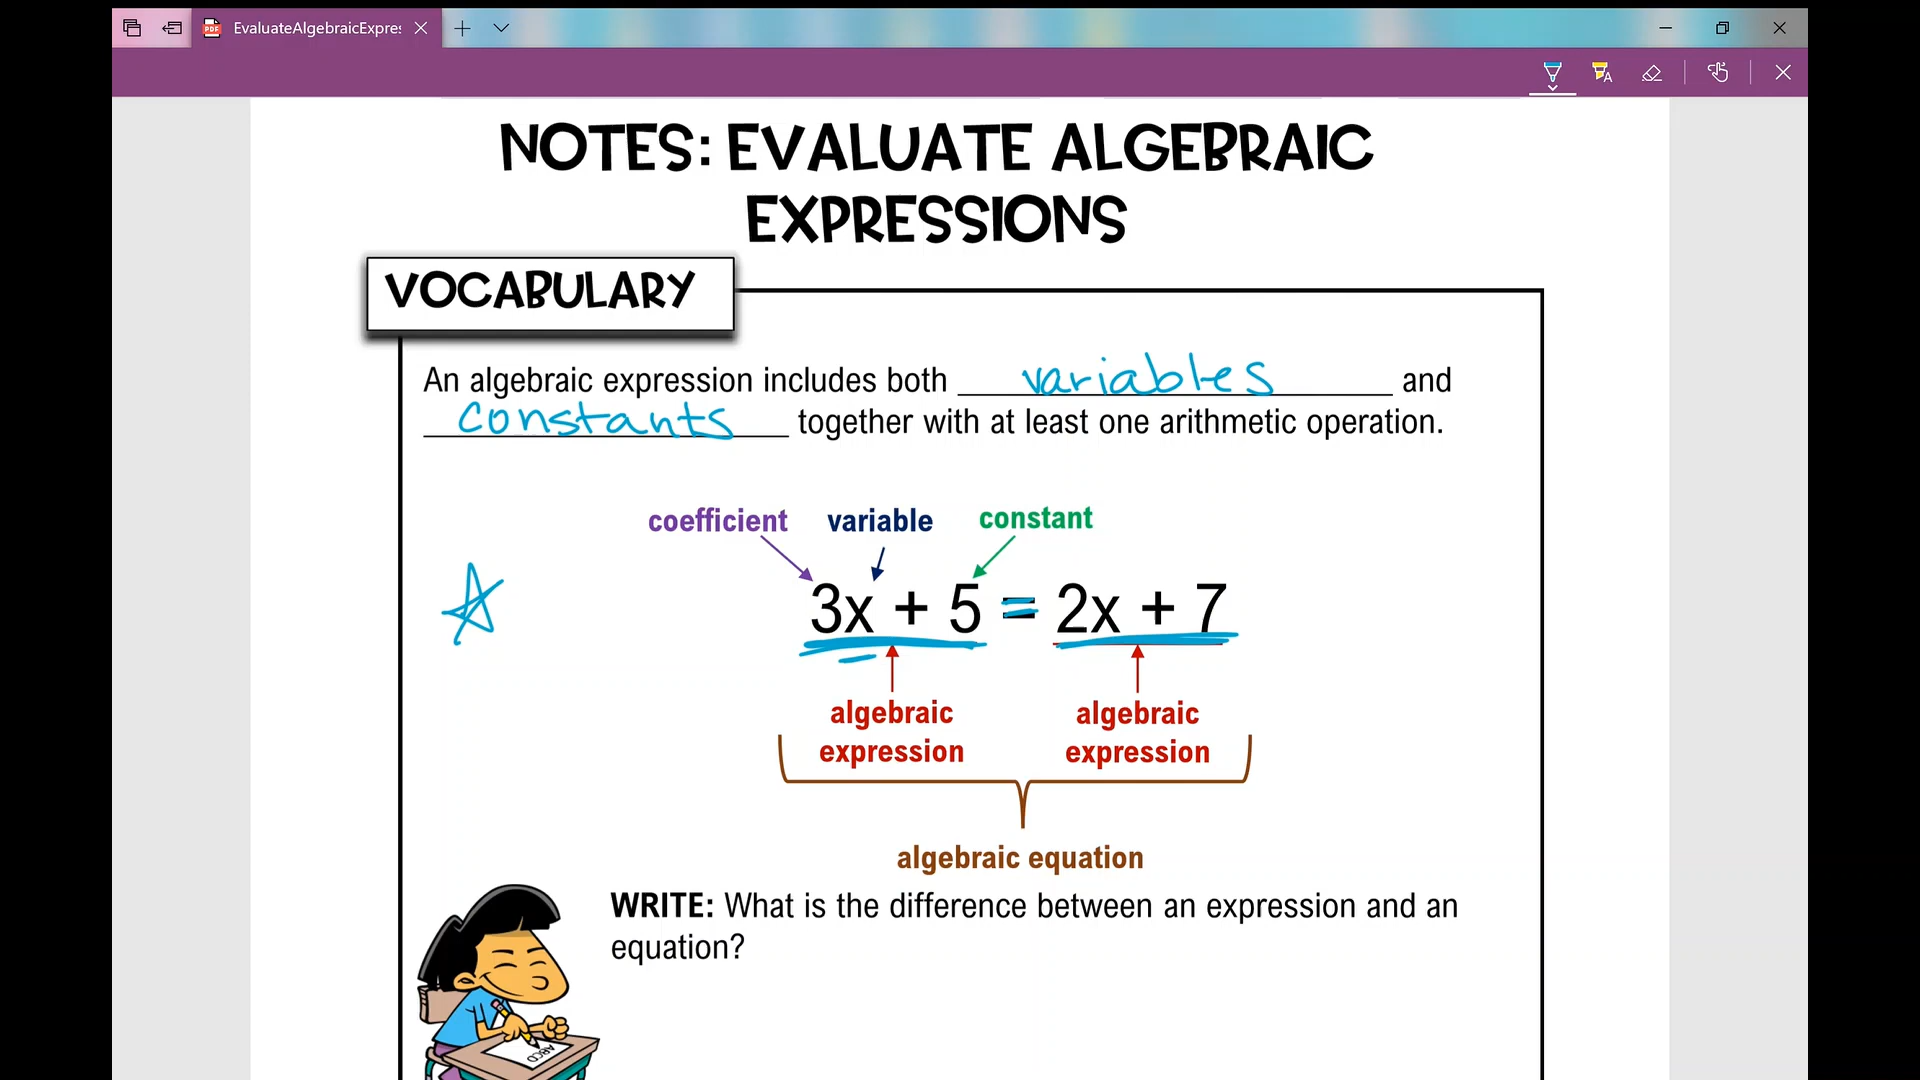 EvaluateAlgebraicExpres
NOTES: EVALUATE ALGEBRAIC
EXPRESSIONS
VOCABULARY
An algebraic expression includes both variables and
constants together with at least one arithmetic operation.
coefficient variable constant
3x + 5 = 2x + 7
algebraic algebraic
expression expression
algebraic equation
WRITE: What is the difference between an expression and an
equation?
ABCD